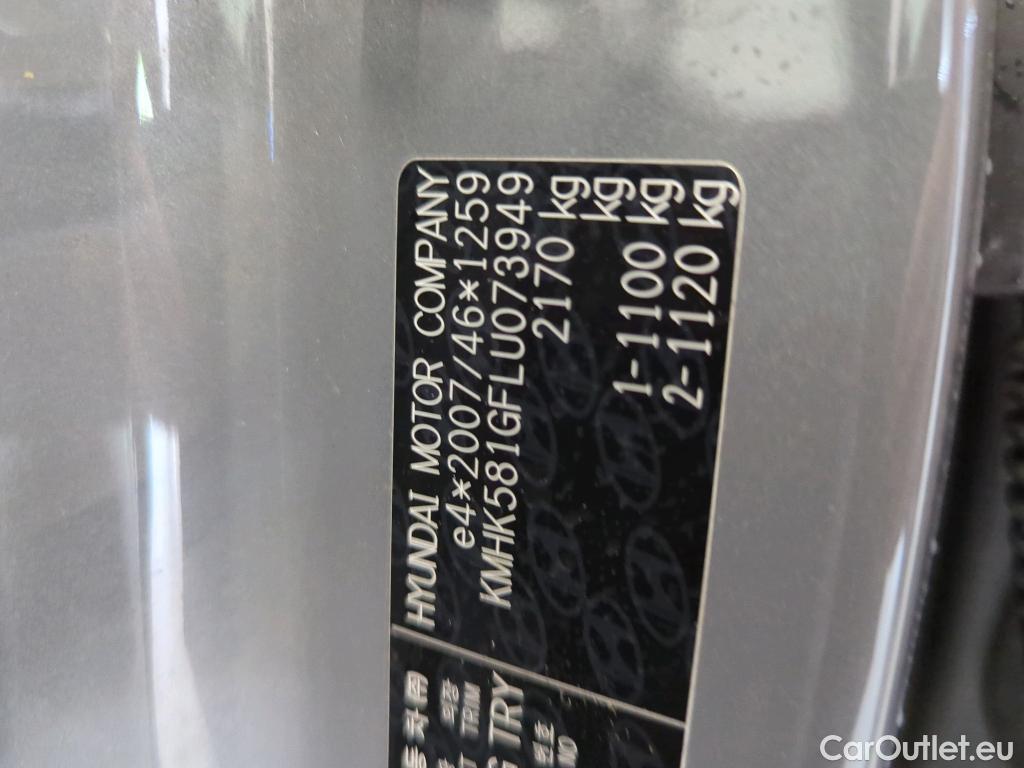 HYUNDAI MOTOR COMPANY
e4*2007/46*1259
KMHK581GFLU073949
2170 kg
kg
1-1100 kg
2-1120 kg
TRIM
TRY
CarOutlet.eu